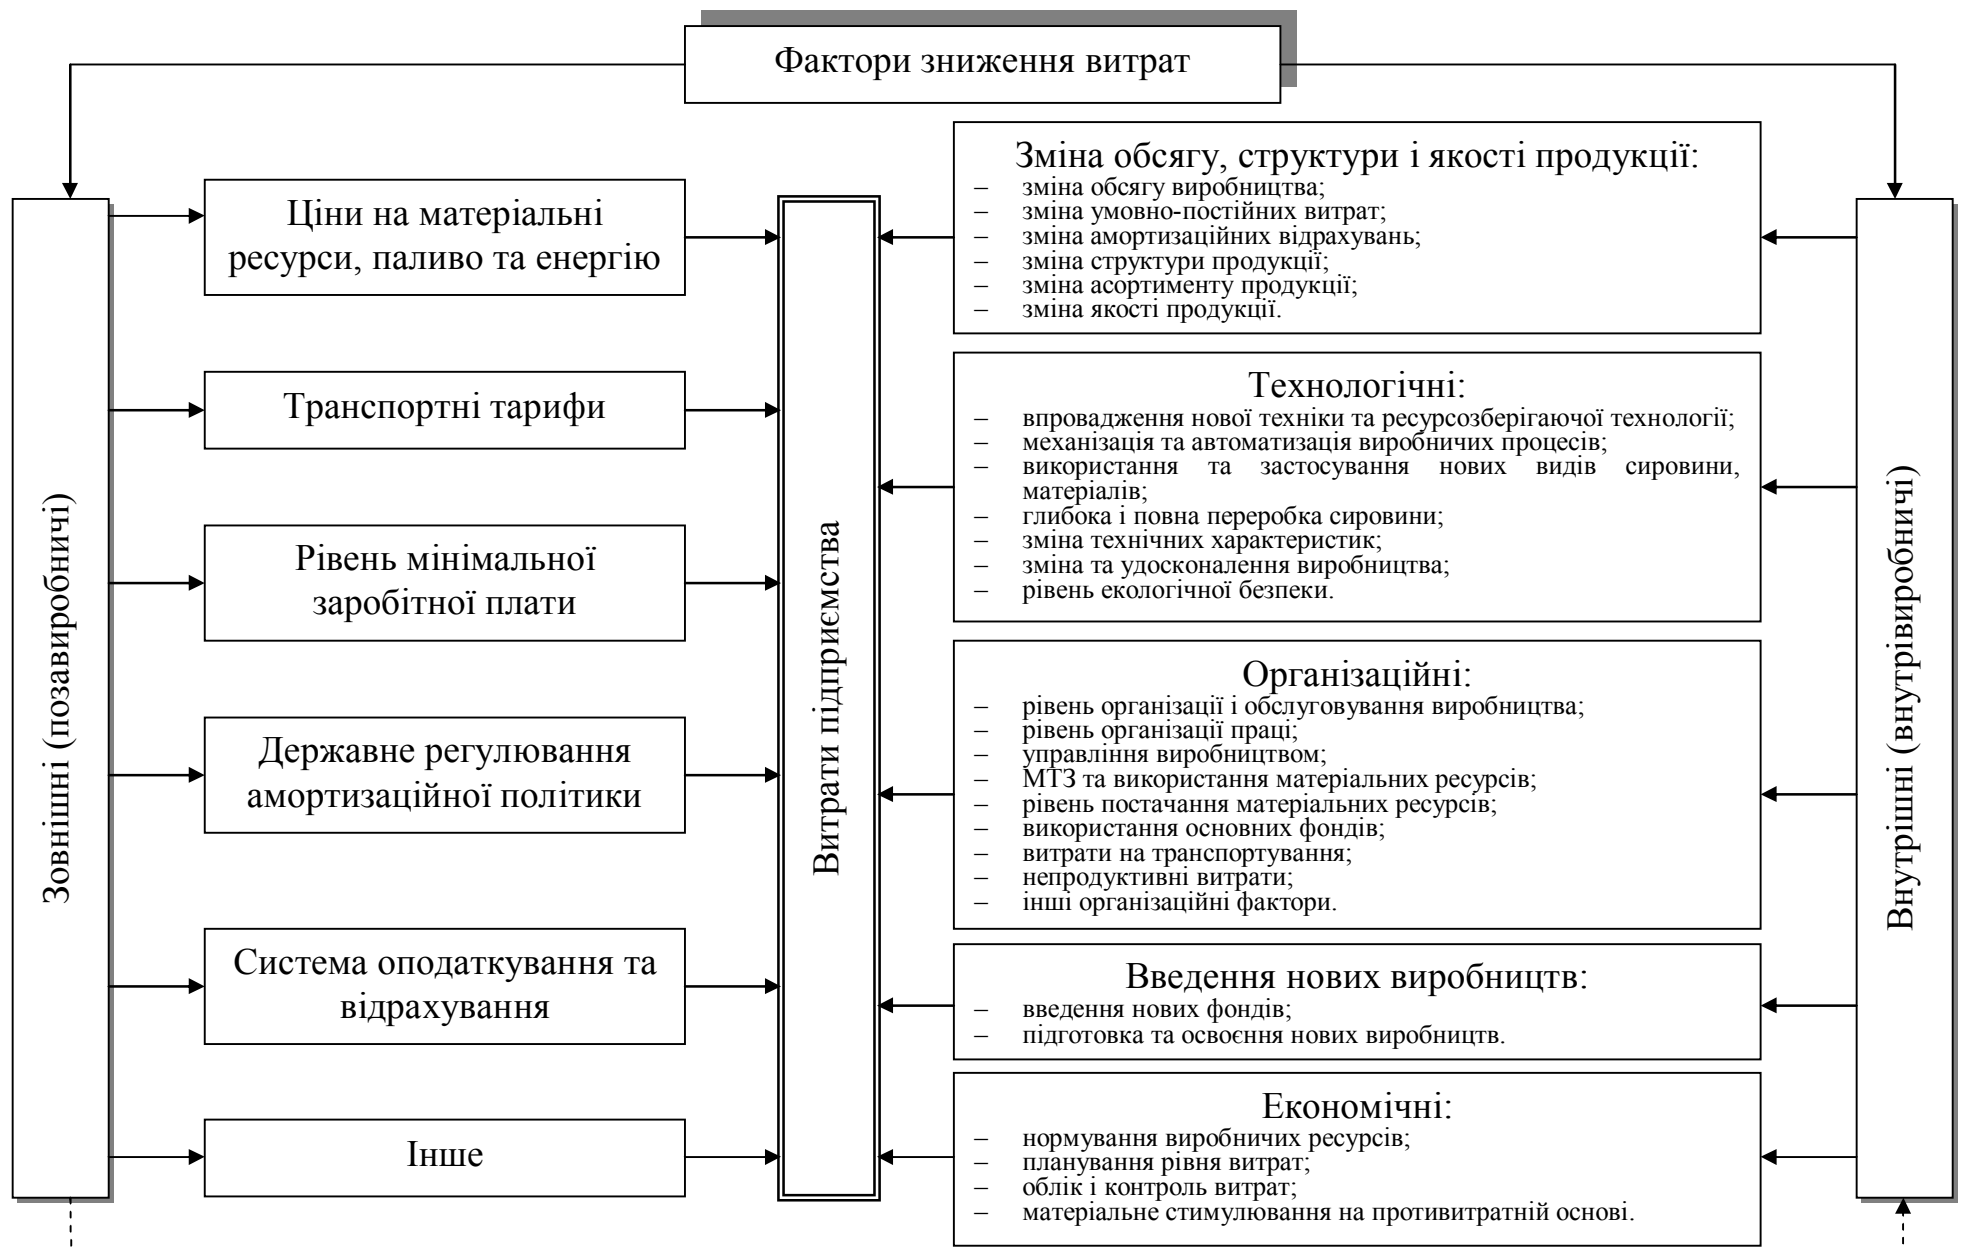 Фактори зниження витрат
Зовнішні (позавиробничі)
Ціни на матеріальні
ресурси, паливо та енергію
Транспортні тарифи
Рівень мінімальної
заробітної плати
Державне регулювання
амортизаційної політики
Система оподаткування та
відрахування
Інше
Витрати підприємства
Зміна обсягу, структури і якості продукції:
– зміна обсягу виробництва;
– зміна умовно-постійних витрат;
– зміна амортизаційних відрахувань;
– зміна структури продукції;
– зміна асортименту продукції;
– зміна якості продукції.
Технологічні:
– впровадження нової техніки та ресурсозберігаючої технології;
– механізація та автоматизація виробничих процесів;
– використання та застосування нових видів сировини,
матеріалів;
– глибока і повна переробка сировини;
– зміна технічних характеристик;
– зміна та удосконалення виробництва;
– рівень екологічної безпеки.
Організаційні:
– рівень організації і обслуговування виробництва;
– рівень організації праці;
– управління виробництвом;
– МТЗ та використання матеріальних ресурсів;
– рівень постачання матеріальних ресурсів;
– використання основних фондів;
– витрати на транспортування;
– непродуктивні витрати;
– інші організаційні фактори.
Введення нових виробництв:
– введення нових фондів;
– підготовка та освоєння нових виробництв.
Економічні:
– нормування виробничих ресурсів;
– планування рівня витрат;
– облік і контроль витрат;
– матеріальне стимулювання на противитратній основі.
Внутрішні (внутрівиробничі)